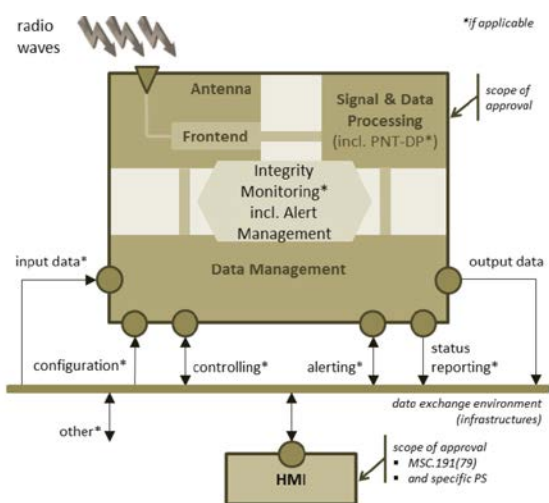 radio
waves
*if applicable
Antenna
Frontend
Signal & Data
Processing
(incl. PNT-DP*)
scope of
approval
Integrity
Monitoring*
incl. Alert
Management
Data Management
input data*
output data
configuration*
controlling*
alerting*
status
reporting*
data exchange environment
(infrastructures)
other*
HMI
scope of approval
▪ MSC.191(79)
▪ and specific PS